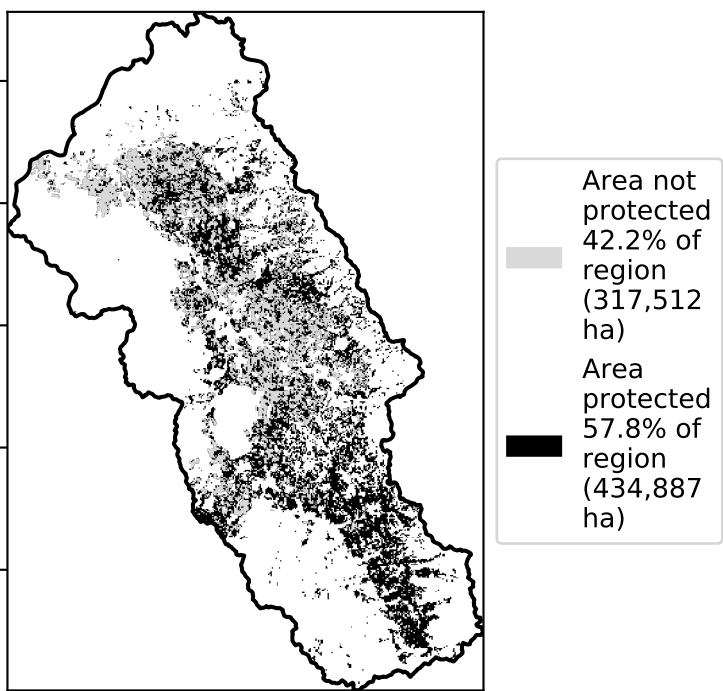 Area not
protected
42.2% of
region
(317,512
ha)
Area
protected
57.8% of
region
(434,887
ha)